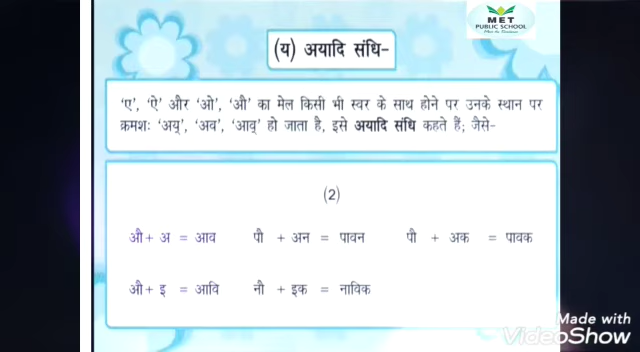 MET
PUBLIC SCHOOL
(य) अयादि संधि-
'ए', 'ऐ' और 'ओ', 'औ' का मेल किसी भी स्वर के साथ होने पर उनके स्थान पर
क्रमशः 'अय्', 'अव', 'आव्' हो जाता है, इसे अयादि संधि कहते हैं; जैसे-
(2)
औ + अ = आव पौ + अन = पावन पौ + अक = पावक
औ + इ = आवि नौ + इक = नाविक
Made with
VideoShow